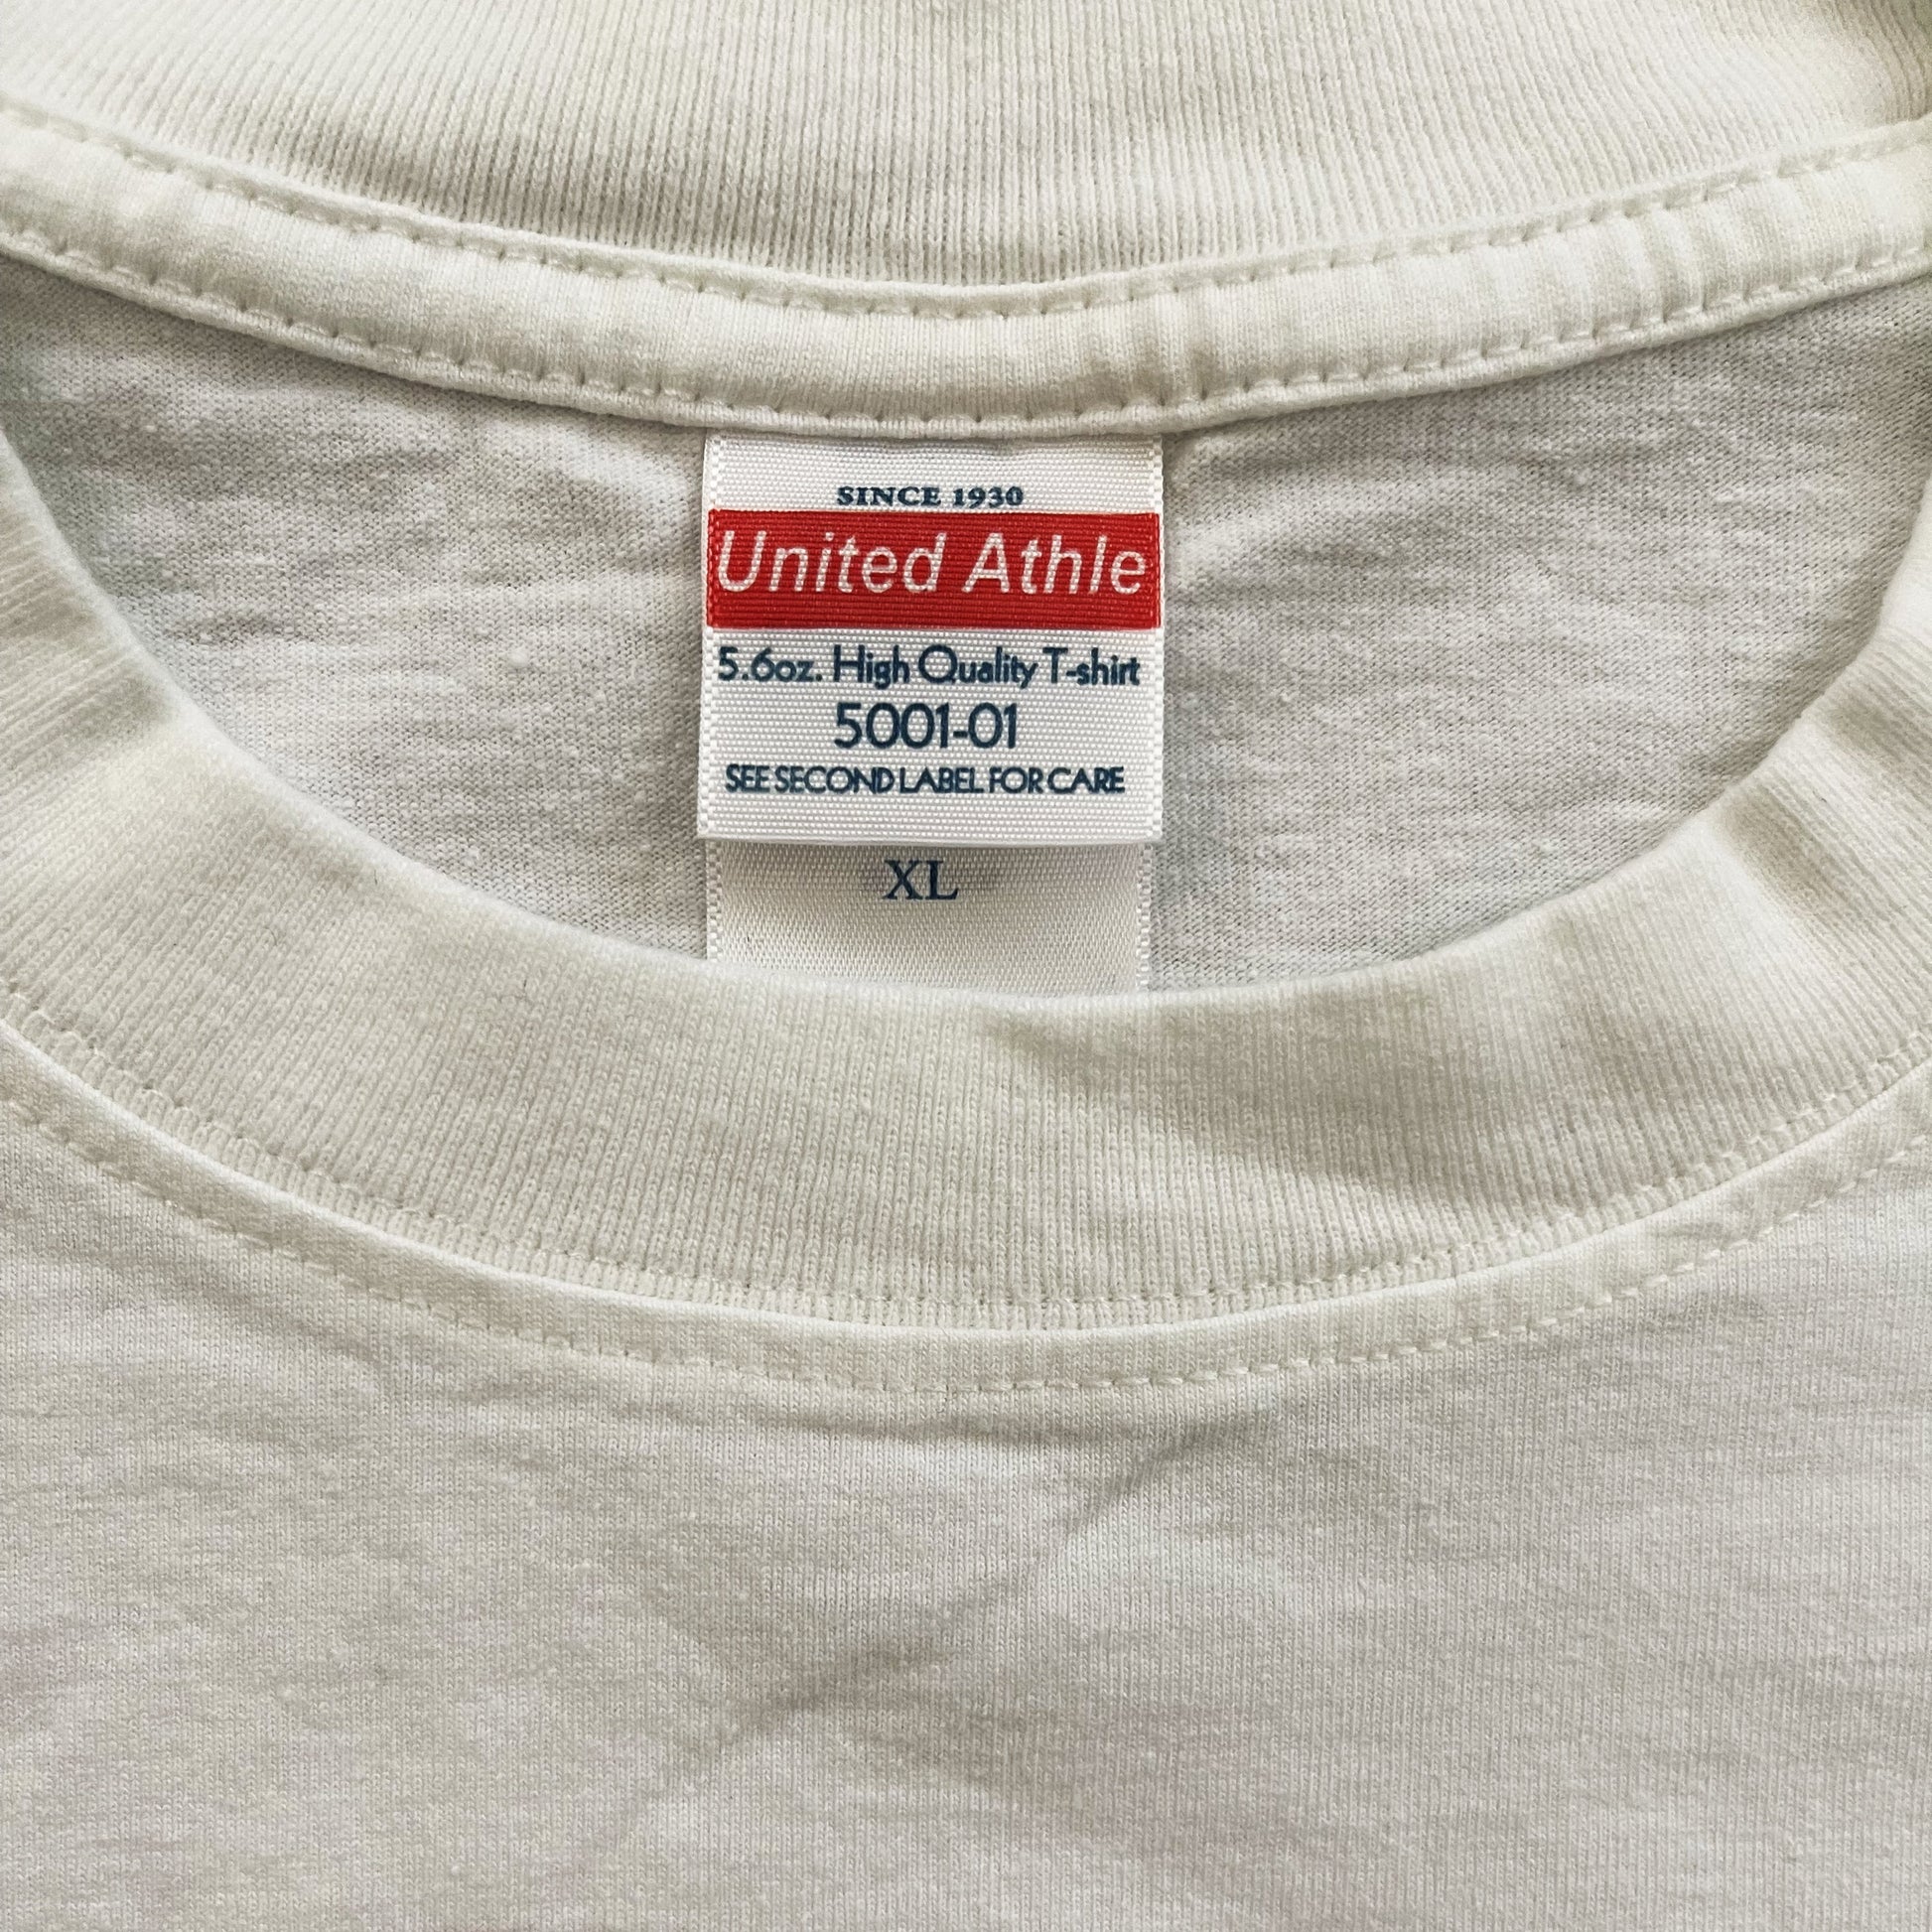 SINCE 1930
United Athle
5.6oz. High Quality T-shirt
5001-01
SEE SECOND LABEL FOR CARE
XL